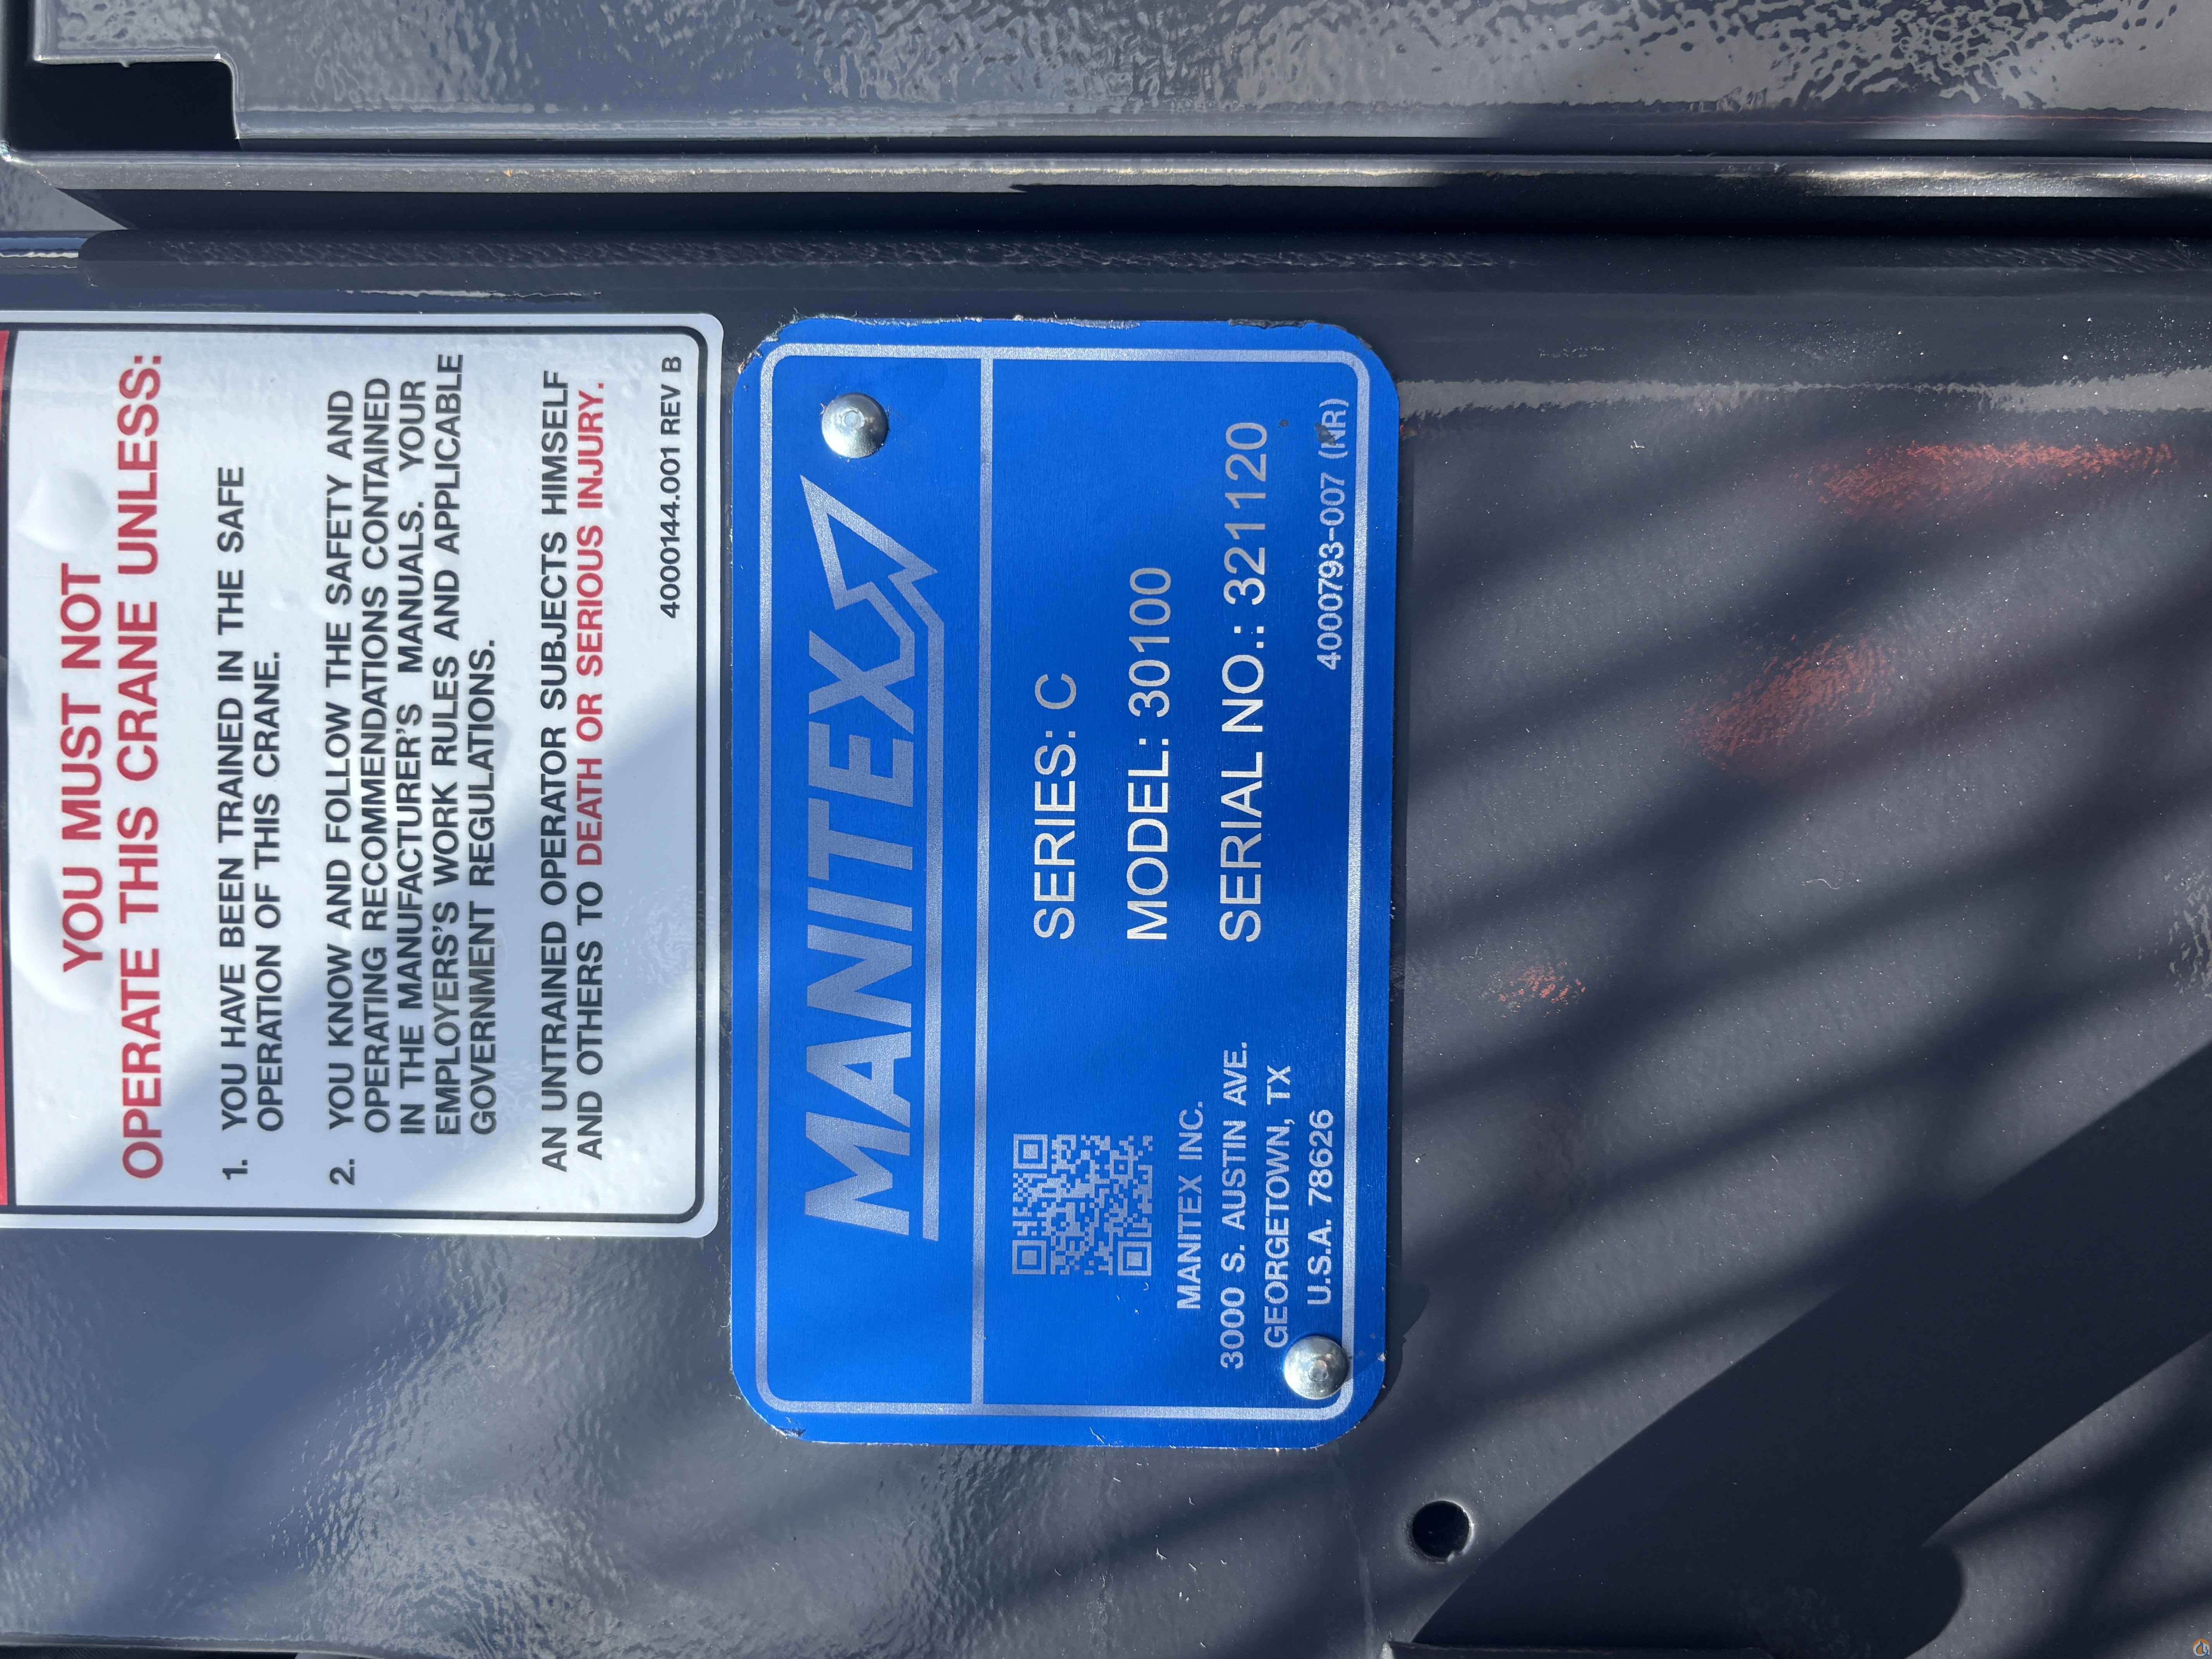 YOU MUST NOT
OPERATE THIS CRANE UNLESS:
1. YOU HAVE BEEN TRAINED IN THE SAFE
OPERATION OF THIS CRANE.
2. YOU KNOW AND FOLLOW THE SAFETY AND
OPERATING RECOMMENDATIONS CONTAINED
IN THE MANUFACTURER'S MANUALS. YOUR
EMPLOYERS'S WORK RULES AND APPLICABLE
GOVERNMENT REGULATIONS.
AN UNTRAINED OPERATOR SUBJECTS HIMSELF
AND OTHERS TO DEATH OR SERIOUS INJURY.
4000144.001 REV B
MANITEX
SERIES: C
MODEL: 30100
SERIAL NO.: 321120
MANITEX INC.
3000 S. AUSTIN AVE.
GEORGETOWN, TX
U.S.A. 78626
4000793-007 (NR)